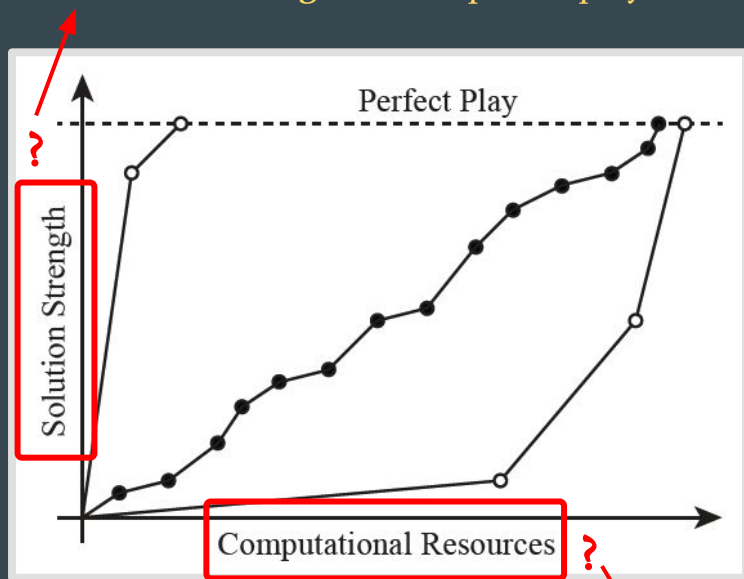 Perfect Play
?
Solution Strength
Computational Resources
?